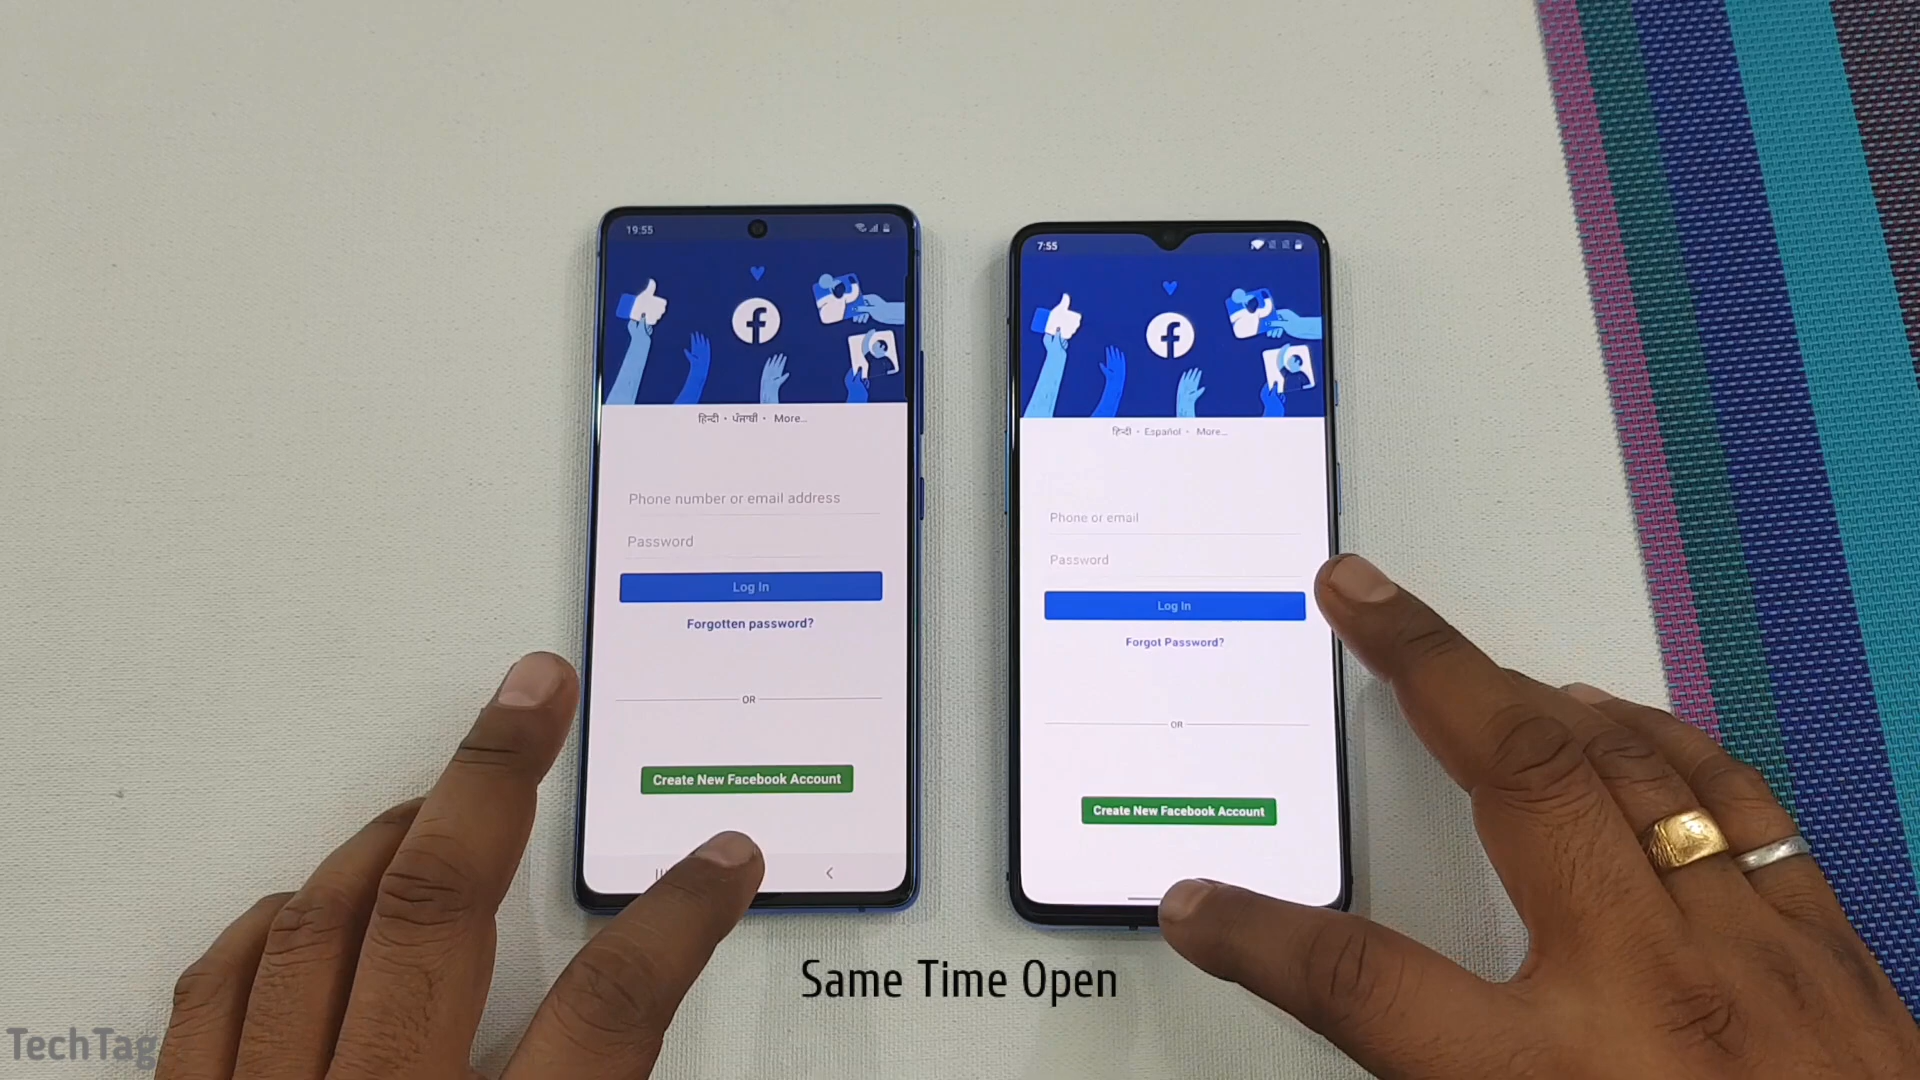 19:55
हिन्दी · ਪੰਜਾਬੀ · More...
Phone number or email address
Password
Log In
Forgotten password?
OR
Create New Facebook Account
7:55
हिन्दी · Español · More...
Phone or email
Password
Log In
Forgot Password?
OR
Create New Facebook Account
Same Time Open
TechTag